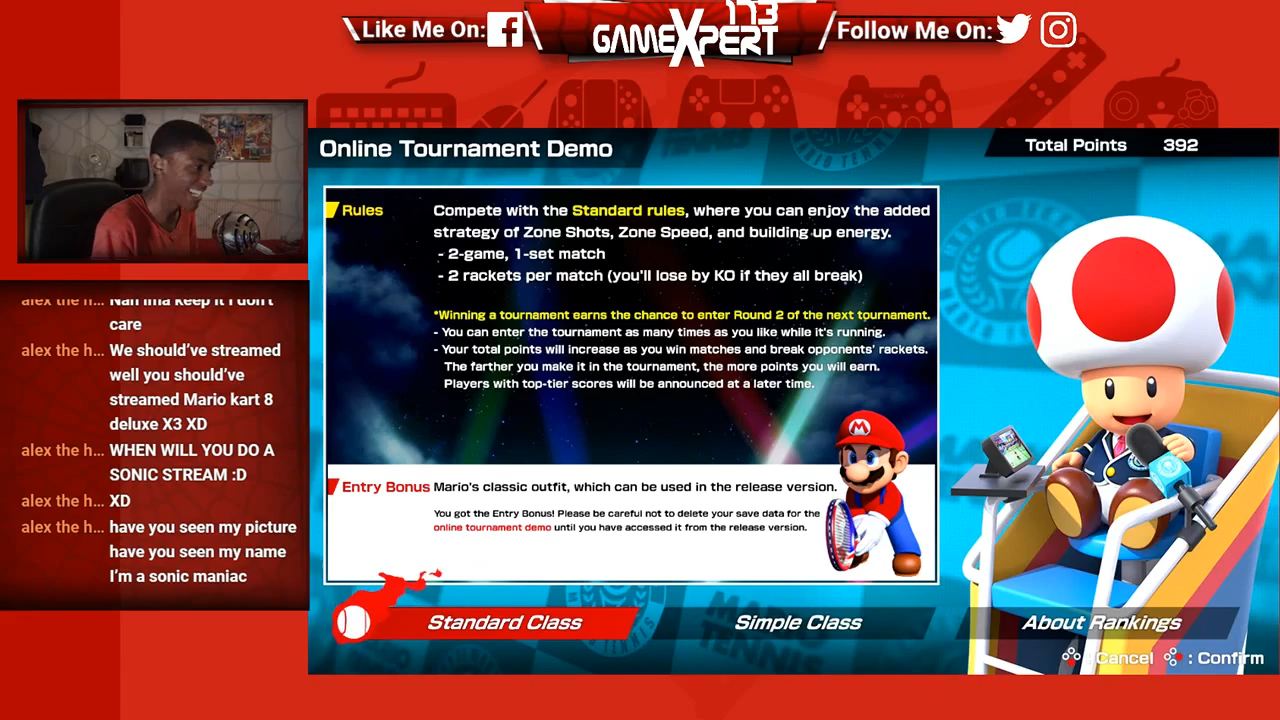 Like Me On:
173
GAMEXPERT
Follow Me On:
Online Tournament Demo
Total Points 392
Rules
Compete with the Standard rules, where you can enjoy the added
strategy of Zone Shots, Zone Speed, and building up energy.
- 2-game, 1-set match
- 2 rackets per match (you'll lose by KO if they all break)
*Winning a tournament earns the chance to enter Round 2 of the next tournament.
- You can enter the tournament as many times as you like while it's running.
- Your total points will increase as you win matches and break opponents' rackets.
The farther you make it in the tournament, the more points you will earn.
Players with top-tier scores will be announced at a later time.
Entry Bonus Mario's classic outfit, which can be used in the release version.
You got the Entry Bonus! Please be careful not to delete your save data for the
online tournament demo until you have accessed it from the release version.
Standard Class
Simple Class
About Rankings
: Cancel : Confirm
alex the h... Nah ima keep it I don't
care
alex the h... We should've streamed
well you should've
streamed Mario kart 8
deluxe X3 XD
alex the h... WHEN WILL YOU DO A
SONIC STREAM :D
alex the h... XD
alex the h... have you seen my picture
have you seen my name
I'm a sonic maniac